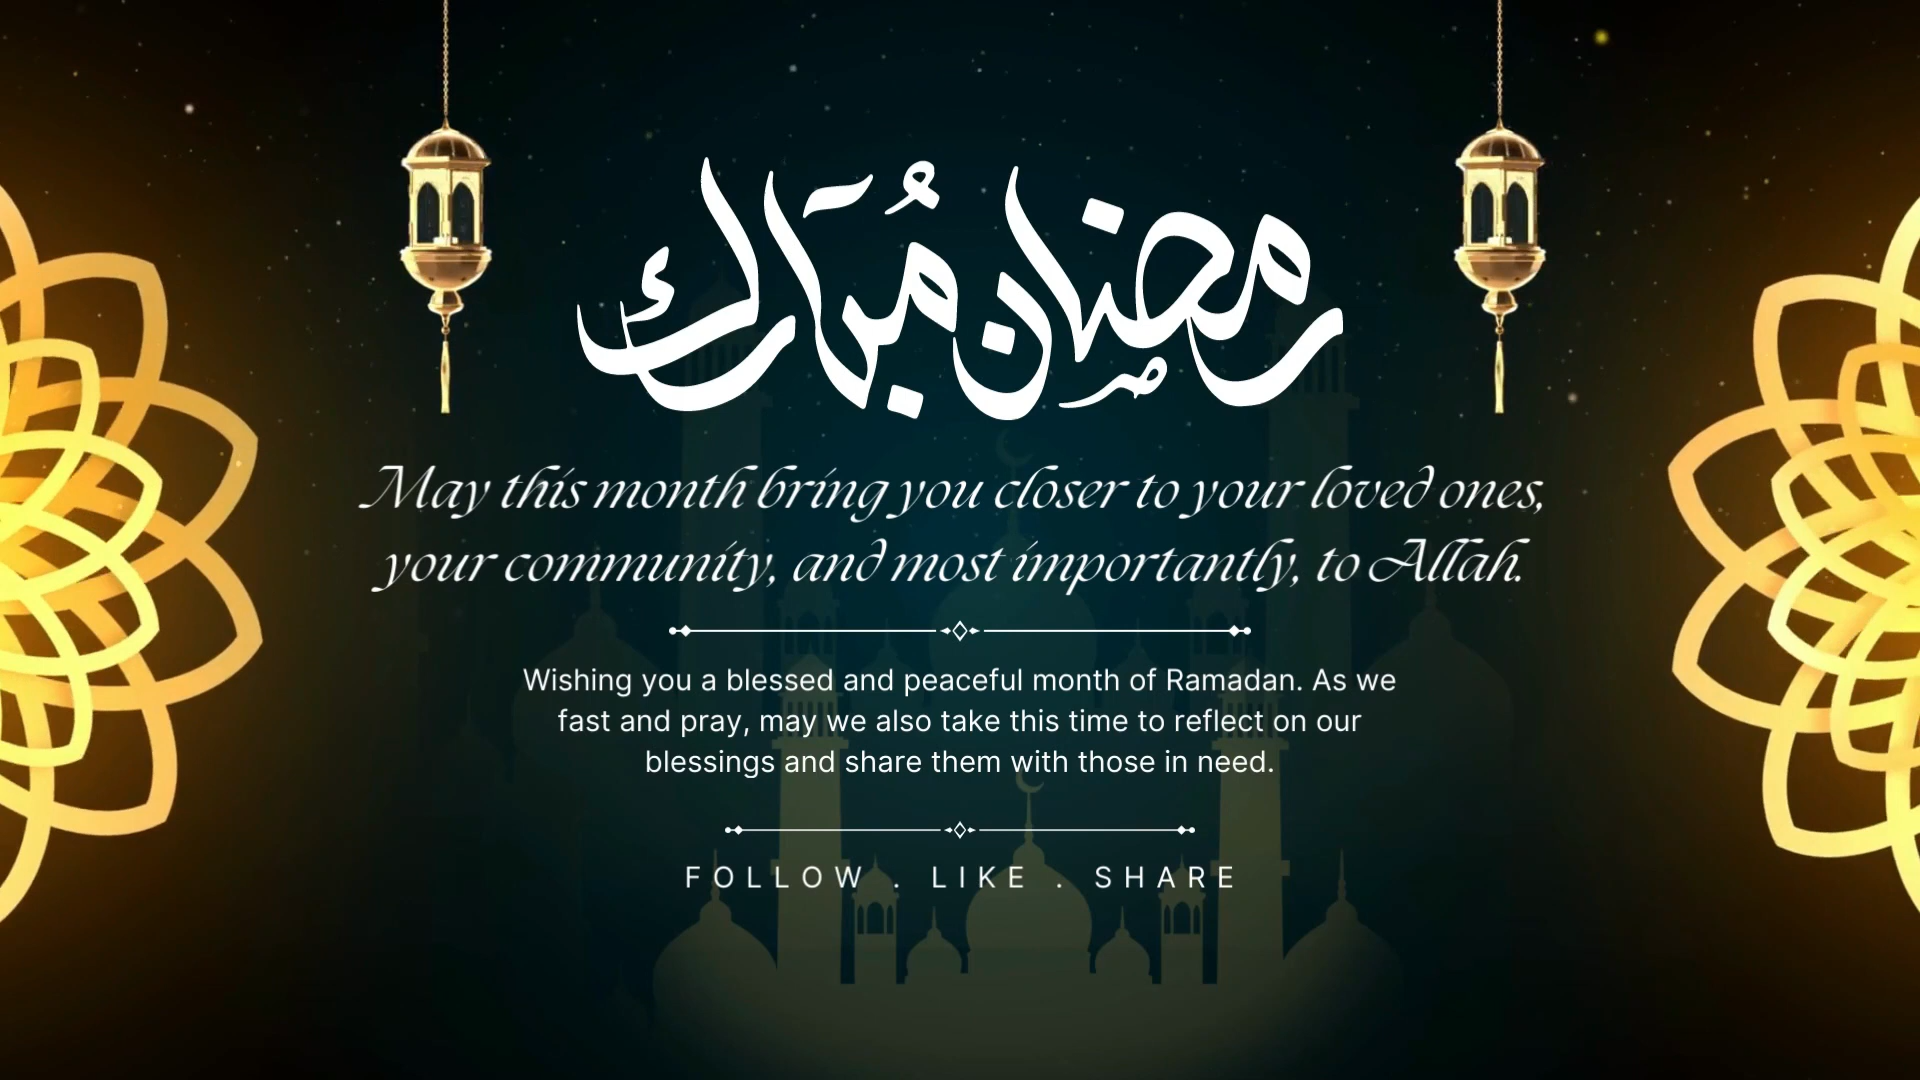 رمضان مُبارك
May this month bring you closer to your loved ones,
your community, and most importantly, to Allah.
Wishing you a blessed and peaceful month of Ramadan. As we
fast and pray, may we also take this time to reflect on our
blessings and share them with those in need.
FOLLOW . LIKE . SHARE